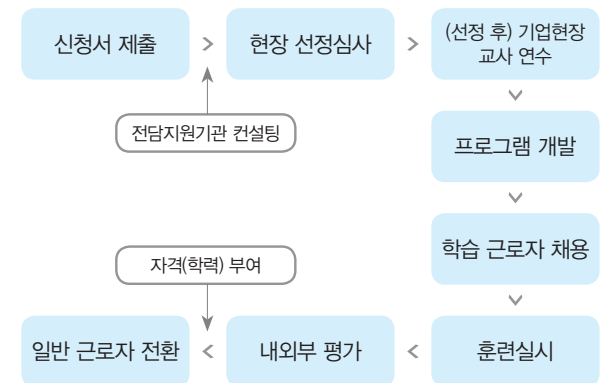 신청서 제출
현장 선정심사
(선정 후) 기업현장
교사 연수
전담지원기관 컨설팅
프로그램 개발
학습 근로자 채용
훈련실시
내외부 평가
자격(학력) 부여
일반 근로자 전환